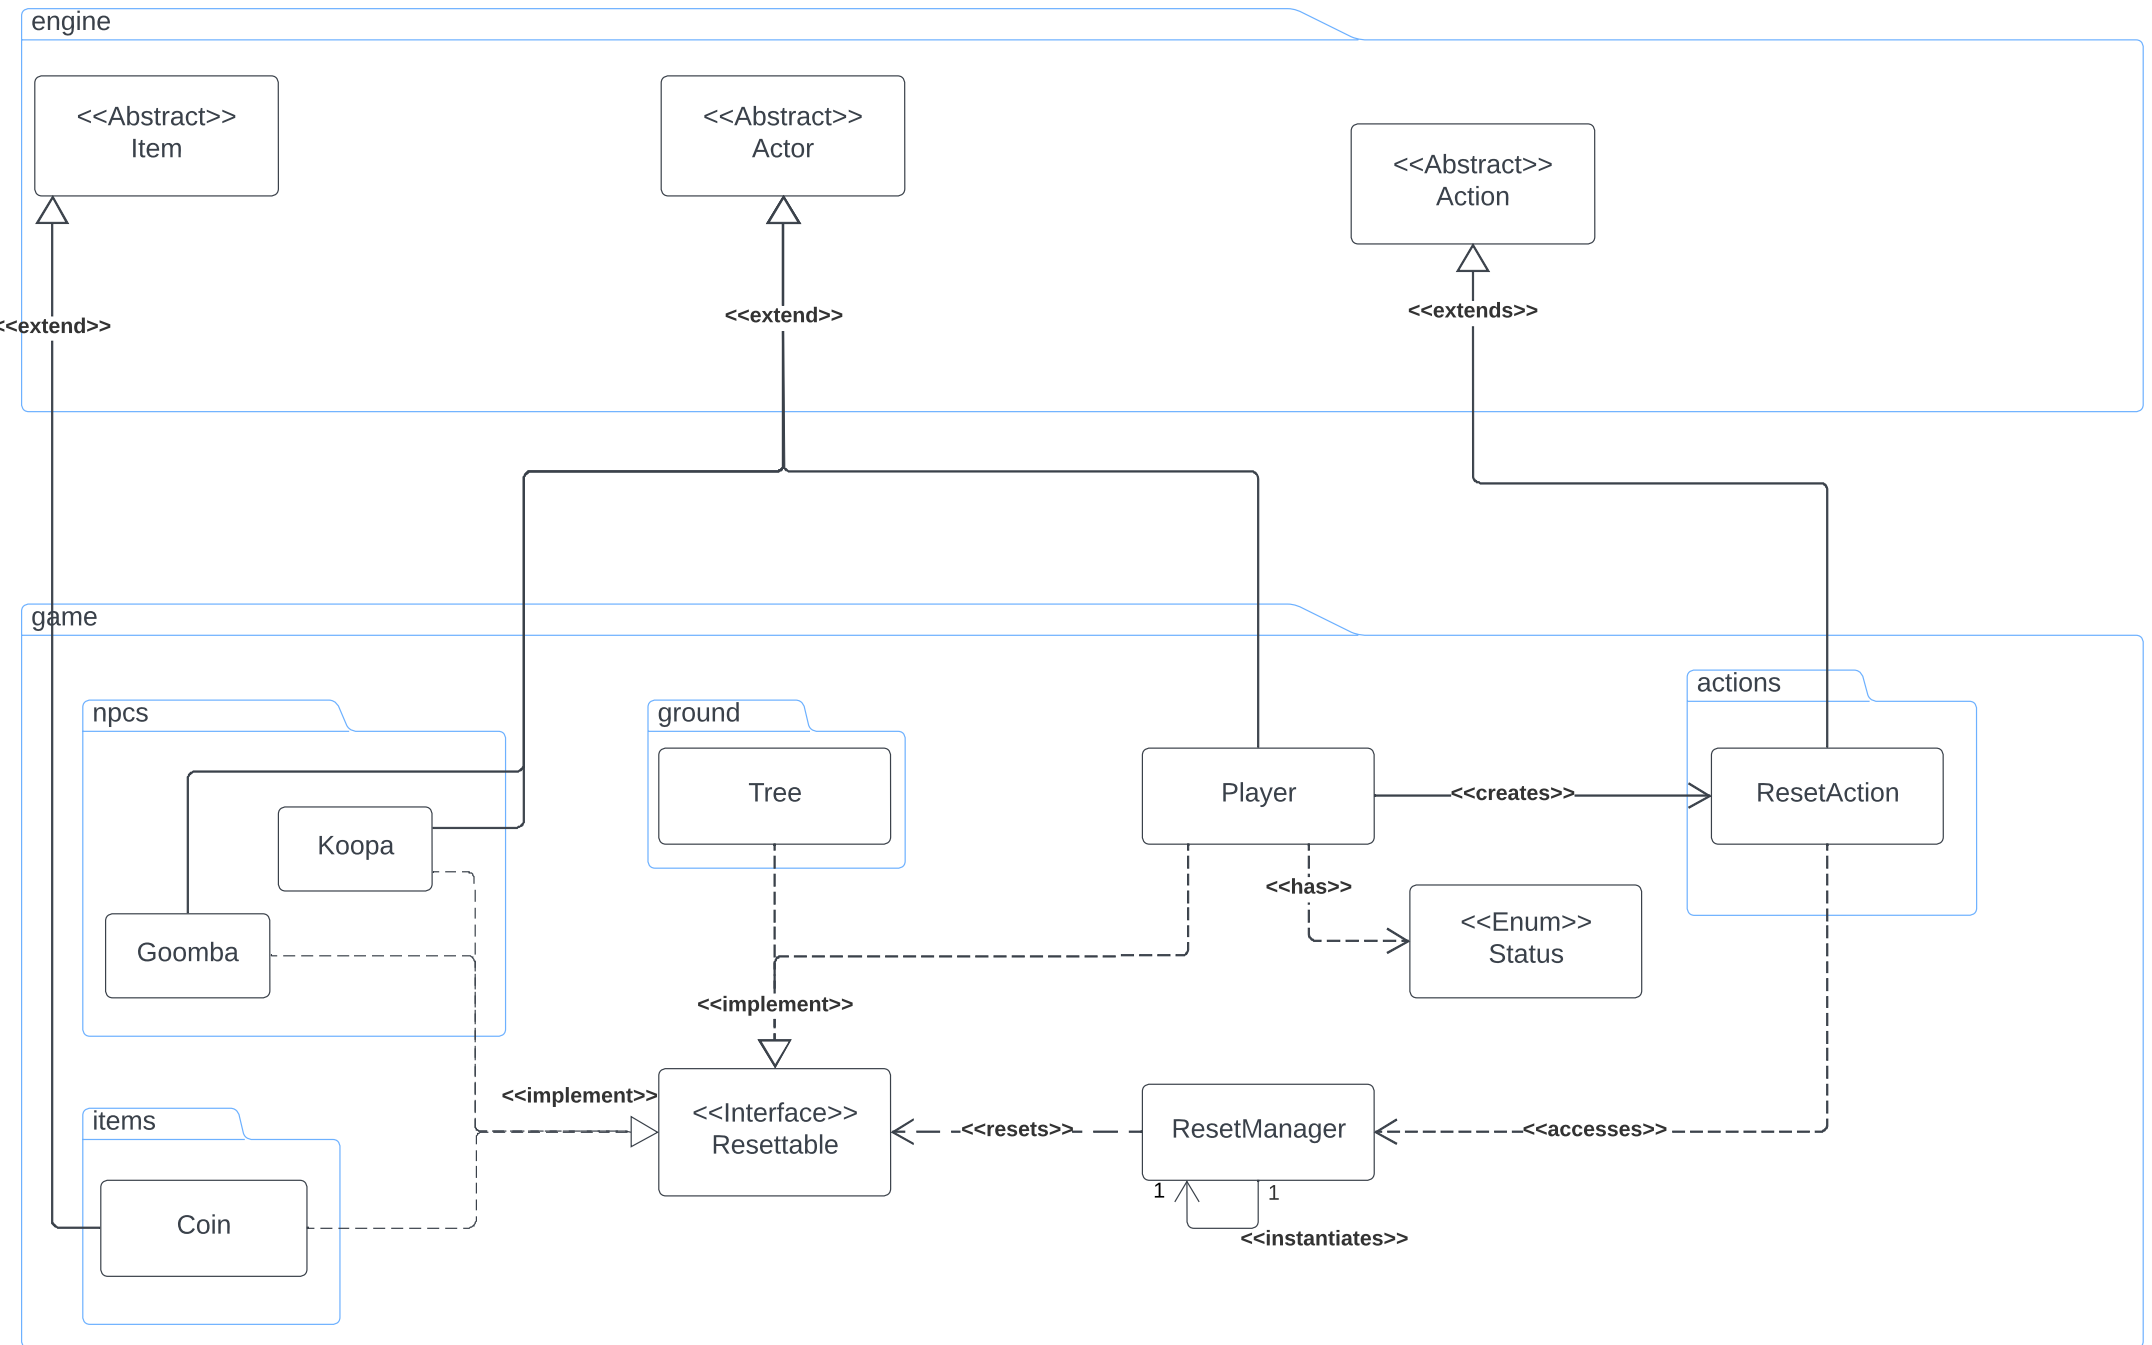 engine
<<Abstract>>
Item
<<Abstract>>
Actor
<<Abstract>>
Action
<<extend>>
<<extend>>
<<extends>>
game
npcs
ground
actions
Tree
Player
<<creates>>
ResetAction
Koopa
<<has>>
Goomba
<<Enum>>
Status
<<implement>>
<<implement>>
items
<<Interface>>
Resettable
<<resets>>
ResetManager
<<accesses>>
1
1
Coin
<<instantiates>>